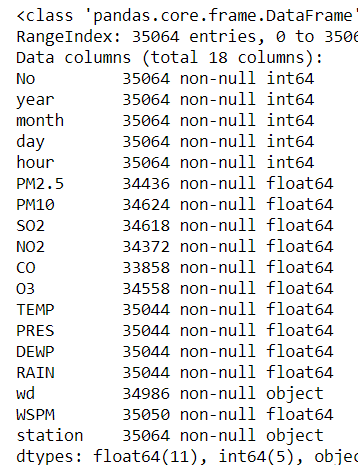 <class 'pandas.core.frame.DataFrame'
RangeIndex: 35064 entries, 0 to 3506
Data columns (total 18 columns):
No 35064 non-null int64
year 35064 non-null int64
month 35064 non-null int64
day 35064 non-null int64
hour 35064 non-null int64
PM2.5 34436 non-null float64
PM10 34624 non-null float64
SO2 34618 non-null float64
NO2 34372 non-null float64
CO 33858 non-null float64
O3 34558 non-null float64
TEMP 35044 non-null float64
PRES 35044 non-null float64
DEWP 35044 non-null float64
RAIN 35044 non-null float64
wd 34986 non-null object
WSPM 35050 non-null float64
station 35064 non-null object
dtypes: float64(11), int64(5), objec